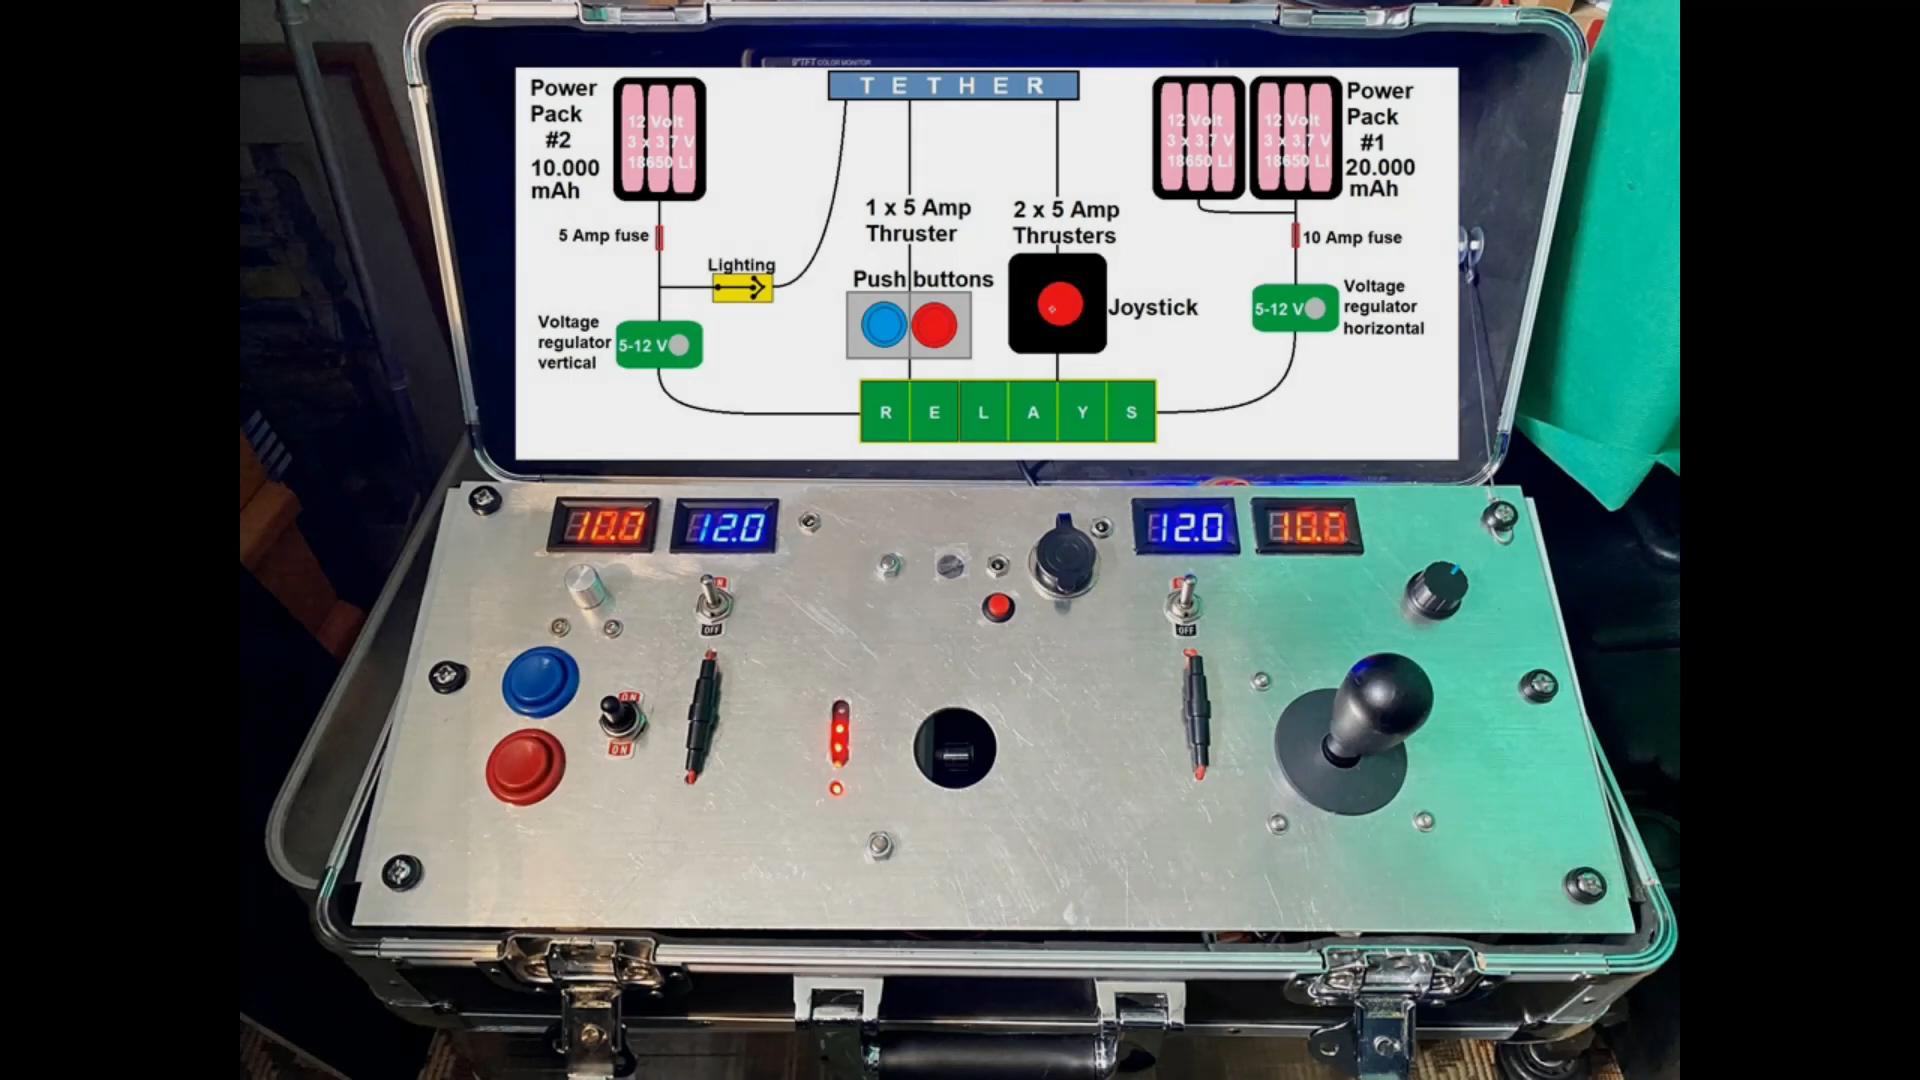 TFT COLOR MONITOR
TETHER
Power
Pack
#2
10.000
mAh
12 Volt
3 x 3,7 V
18650 Li
12 Volt
3 x 3,7 V
18650 Li
12 Volt
3 x 3,7 V
18650 Li
Power
Pack
#1
20.000
mAh
1 x 5 Amp
Thruster
2 x 5 Amp
Thrusters
5 Amp fuse
10 Amp fuse
Lighting
Push buttons
Joystick
Voltage
regulator
vertical
5-12 V
5-12 V
Voltage
regulator
horizontal
RELAYS
10.0
12.0
12.0
10.0
OFF
OFF
ON
ON